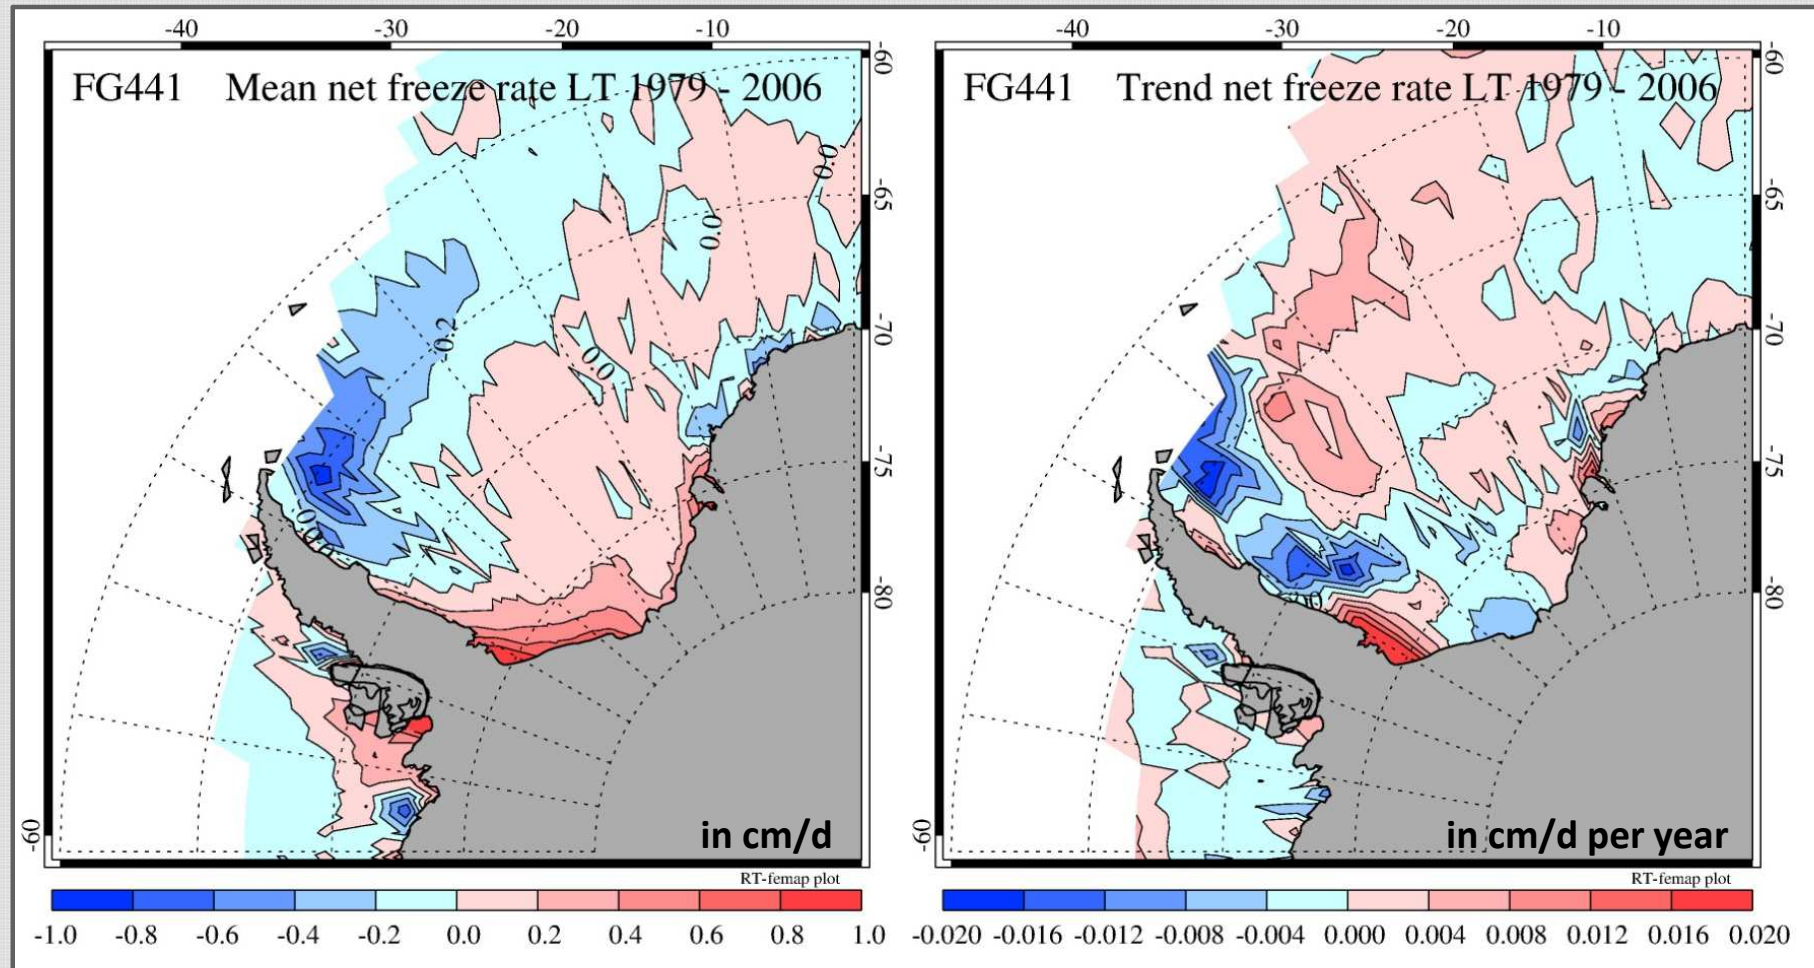 -40 -30 -20 -10
FG441 Mean net freeze rate LT 1979 - 2006
-60
-65
-70
-75
-80
-60
0.0
0.0
-0.2
0.0
in cm/d
RT-femap plot
-1.0 -0.8 -0.6 -0.4 -0.2 0.0 0.2 0.4 0.6 0.8 1.0
-40 -30 -20 -10
FG441 Trend net freeze rate LT 1979 - 2006
-60
-65
-70
-75
-80
-60
in cm/d per year
RT-femap plot
-0.020 -0.016 -0.012 -0.008 -0.004 0.000 0.004 0.008 0.012 0.016 0.020